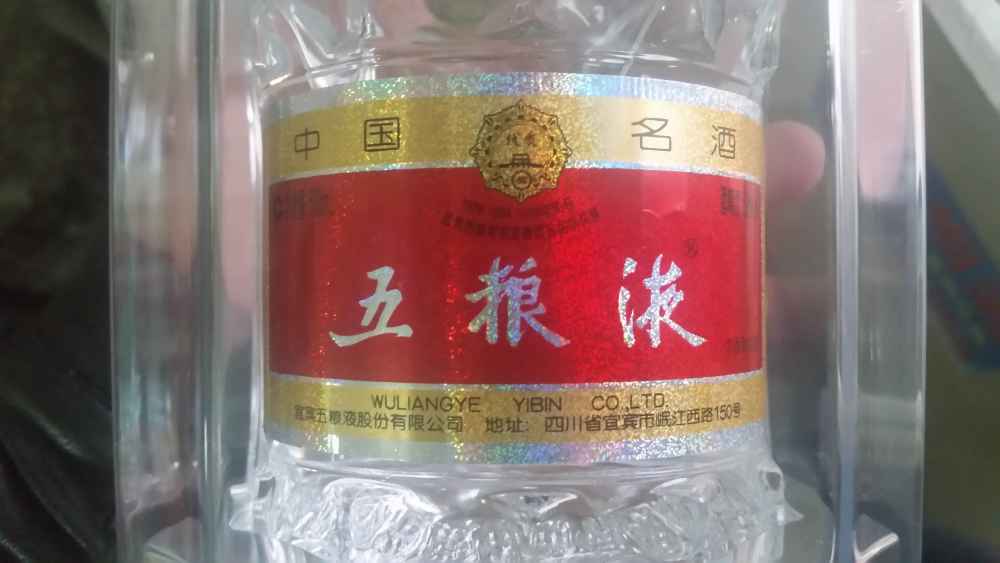 中国 名酒
五粮液
®
WULIANGYE YIBIN CO.,LTD.
宜宾五粮液股份有限公司 地址: 四川省宜宾市岷江西路150号